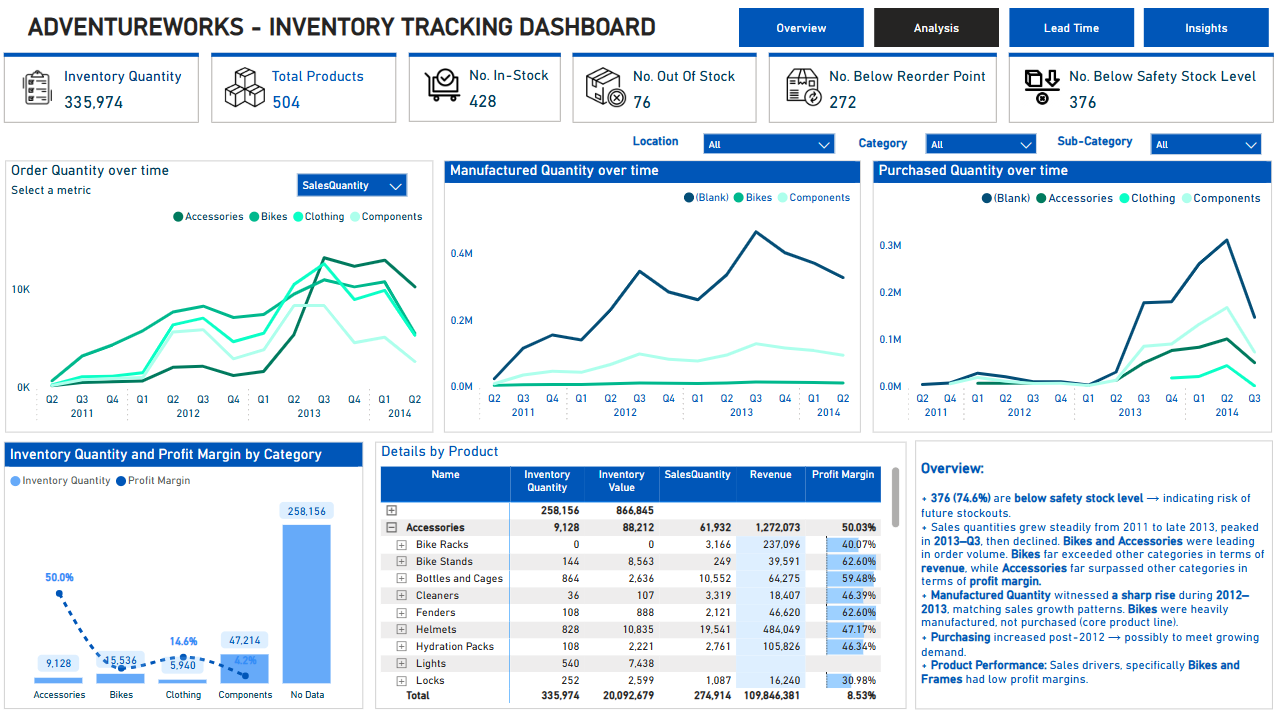 ADVENTUREWORKS - INVENTORY TRACKING DASHBOARD
Overview
Analysis
Lead Time
Insights
Inventory Quantity
335,974
Total Products
504
No. In-Stock
428
No. Out Of Stock
76
No. Below Reorder Point
272
No. Below Safety Stock Level
376
Location
All
Category
All
Sub-Category
All
Order Quantity over time
Select a metric
SalesQuantity
Accessories Bikes Clothing Components
10K
0K
Q2 Q3 Q4 Q1 Q2 Q3 Q4 Q1 Q2 Q3 Q4 Q1 Q2
2011 2012 2013 2014
Manufactured Quantity over time
(Blank) Bikes Components
0.4M
0.2M
0.0M
Q2 Q3 Q4 Q1 Q2 Q3 Q4 Q1 Q2 Q3 Q4 Q1 Q2
2011 2012 2013 2014
Purchased Quantity over time
(Blank) Accessories Clothing Components
0.3M
0.2M
0.1M
0.0M
Q2 Q4 Q1 Q2 Q3 Q4 Q1 Q2 Q3 Q4 Q1 Q2 Q3
2011 2012 2013 2014
Inventory Quantity and Profit Margin by Category
Inventory Quantity Profit Margin
258,156
50.0%
14.6%
47,214
9,128
15,536
5,940
4.2%
Accessories Bikes Clothing Components No Data
Details by Product
Name Inventory Quantity Inventory Value SalesQuantity Revenue Profit Margin
258,156 866,845
Accessories 9,128 88,212 61,932 1,272,073 50.03%
Bike Racks 0 0 3,166 237,096 40.07%
Bike Stands 144 8,563 249 39,591 62.60%
Bottles and Cages 864 2,636 10,552 64,275 59.48%
Cleaners 36 107 3,319 18,407 46.39%
Fenders 108 888 2,121 46,620 62.60%
Helmets 828 10,835 19,541 484,049 47.17%
Hydration Packs 108 2,221 2,761 105,826 46.34%
Lights 540 7,438
Locks 252 2,599 1,087 16,240 30.98%
Total 335,974 20,092,679 274,914 109,846,381 8.53%
Overview:
+ 376 (74.6%) are below safety stock level → indicating risk of
future stockouts.
+ Sales quantities grew steadily from 2011 to late 2013, peaked
in 2013–Q3, then declined. Bikes and Accessories were leading
in order volume. Bikes far exceeded other categories in terms of
revenue, while Accessories far surpassed other categories in
terms of profit margin.
+ Manufactured Quantity witnessed a sharp rise during 2012–
2013, matching sales growth patterns. Bikes were heavily
manufactured, not purchased (core product line).
+ Purchasing increased post-2012 → possibly to meet growing
demand.
+ Product Performance: Sales drivers, specifically Bikes and
Frames had low profit margins.